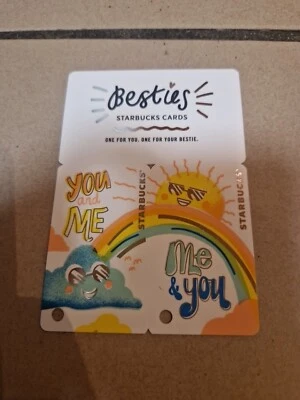 Besties
STARBUCKS CARDS
ONE FOR YOU. ONE FOR YOUR BESTIE.
YOU
and
ME
STARBUCKS
STARBUCKS
Me
& you